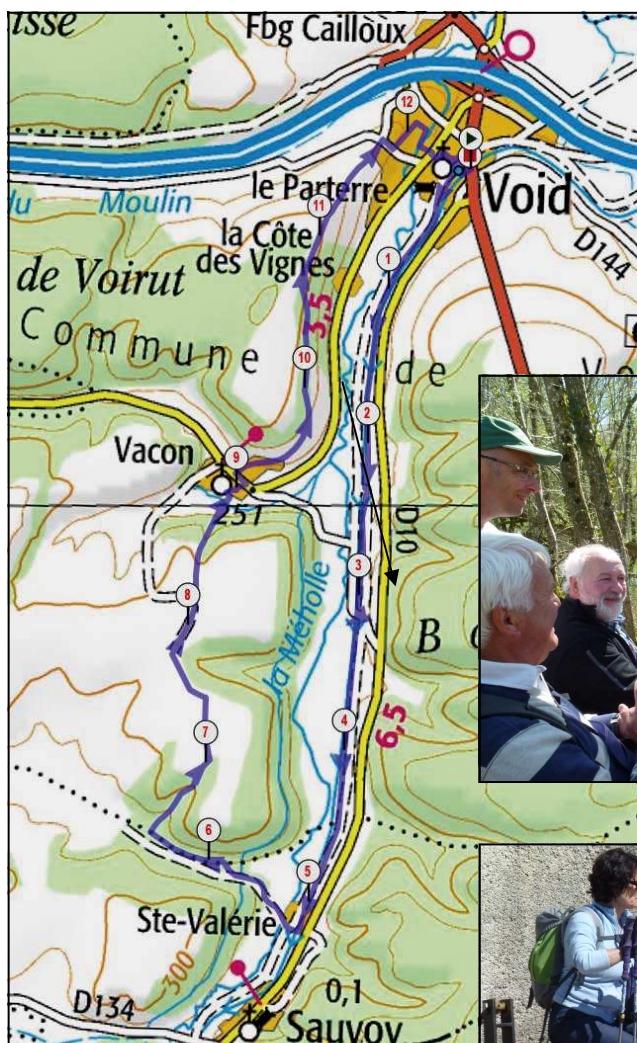 isse
Fbg Cailloux
12
le Parterre
Void
du Moulin
11
la Côte
des Vignes
1
D144
de Voirut
3,5
Commune de
10
2
Vacon
9
251
D10
3
8
la Méholle
B
4
6,5
7
6
5
Ste-Valérie
300
D134
0,1
Sauvoy